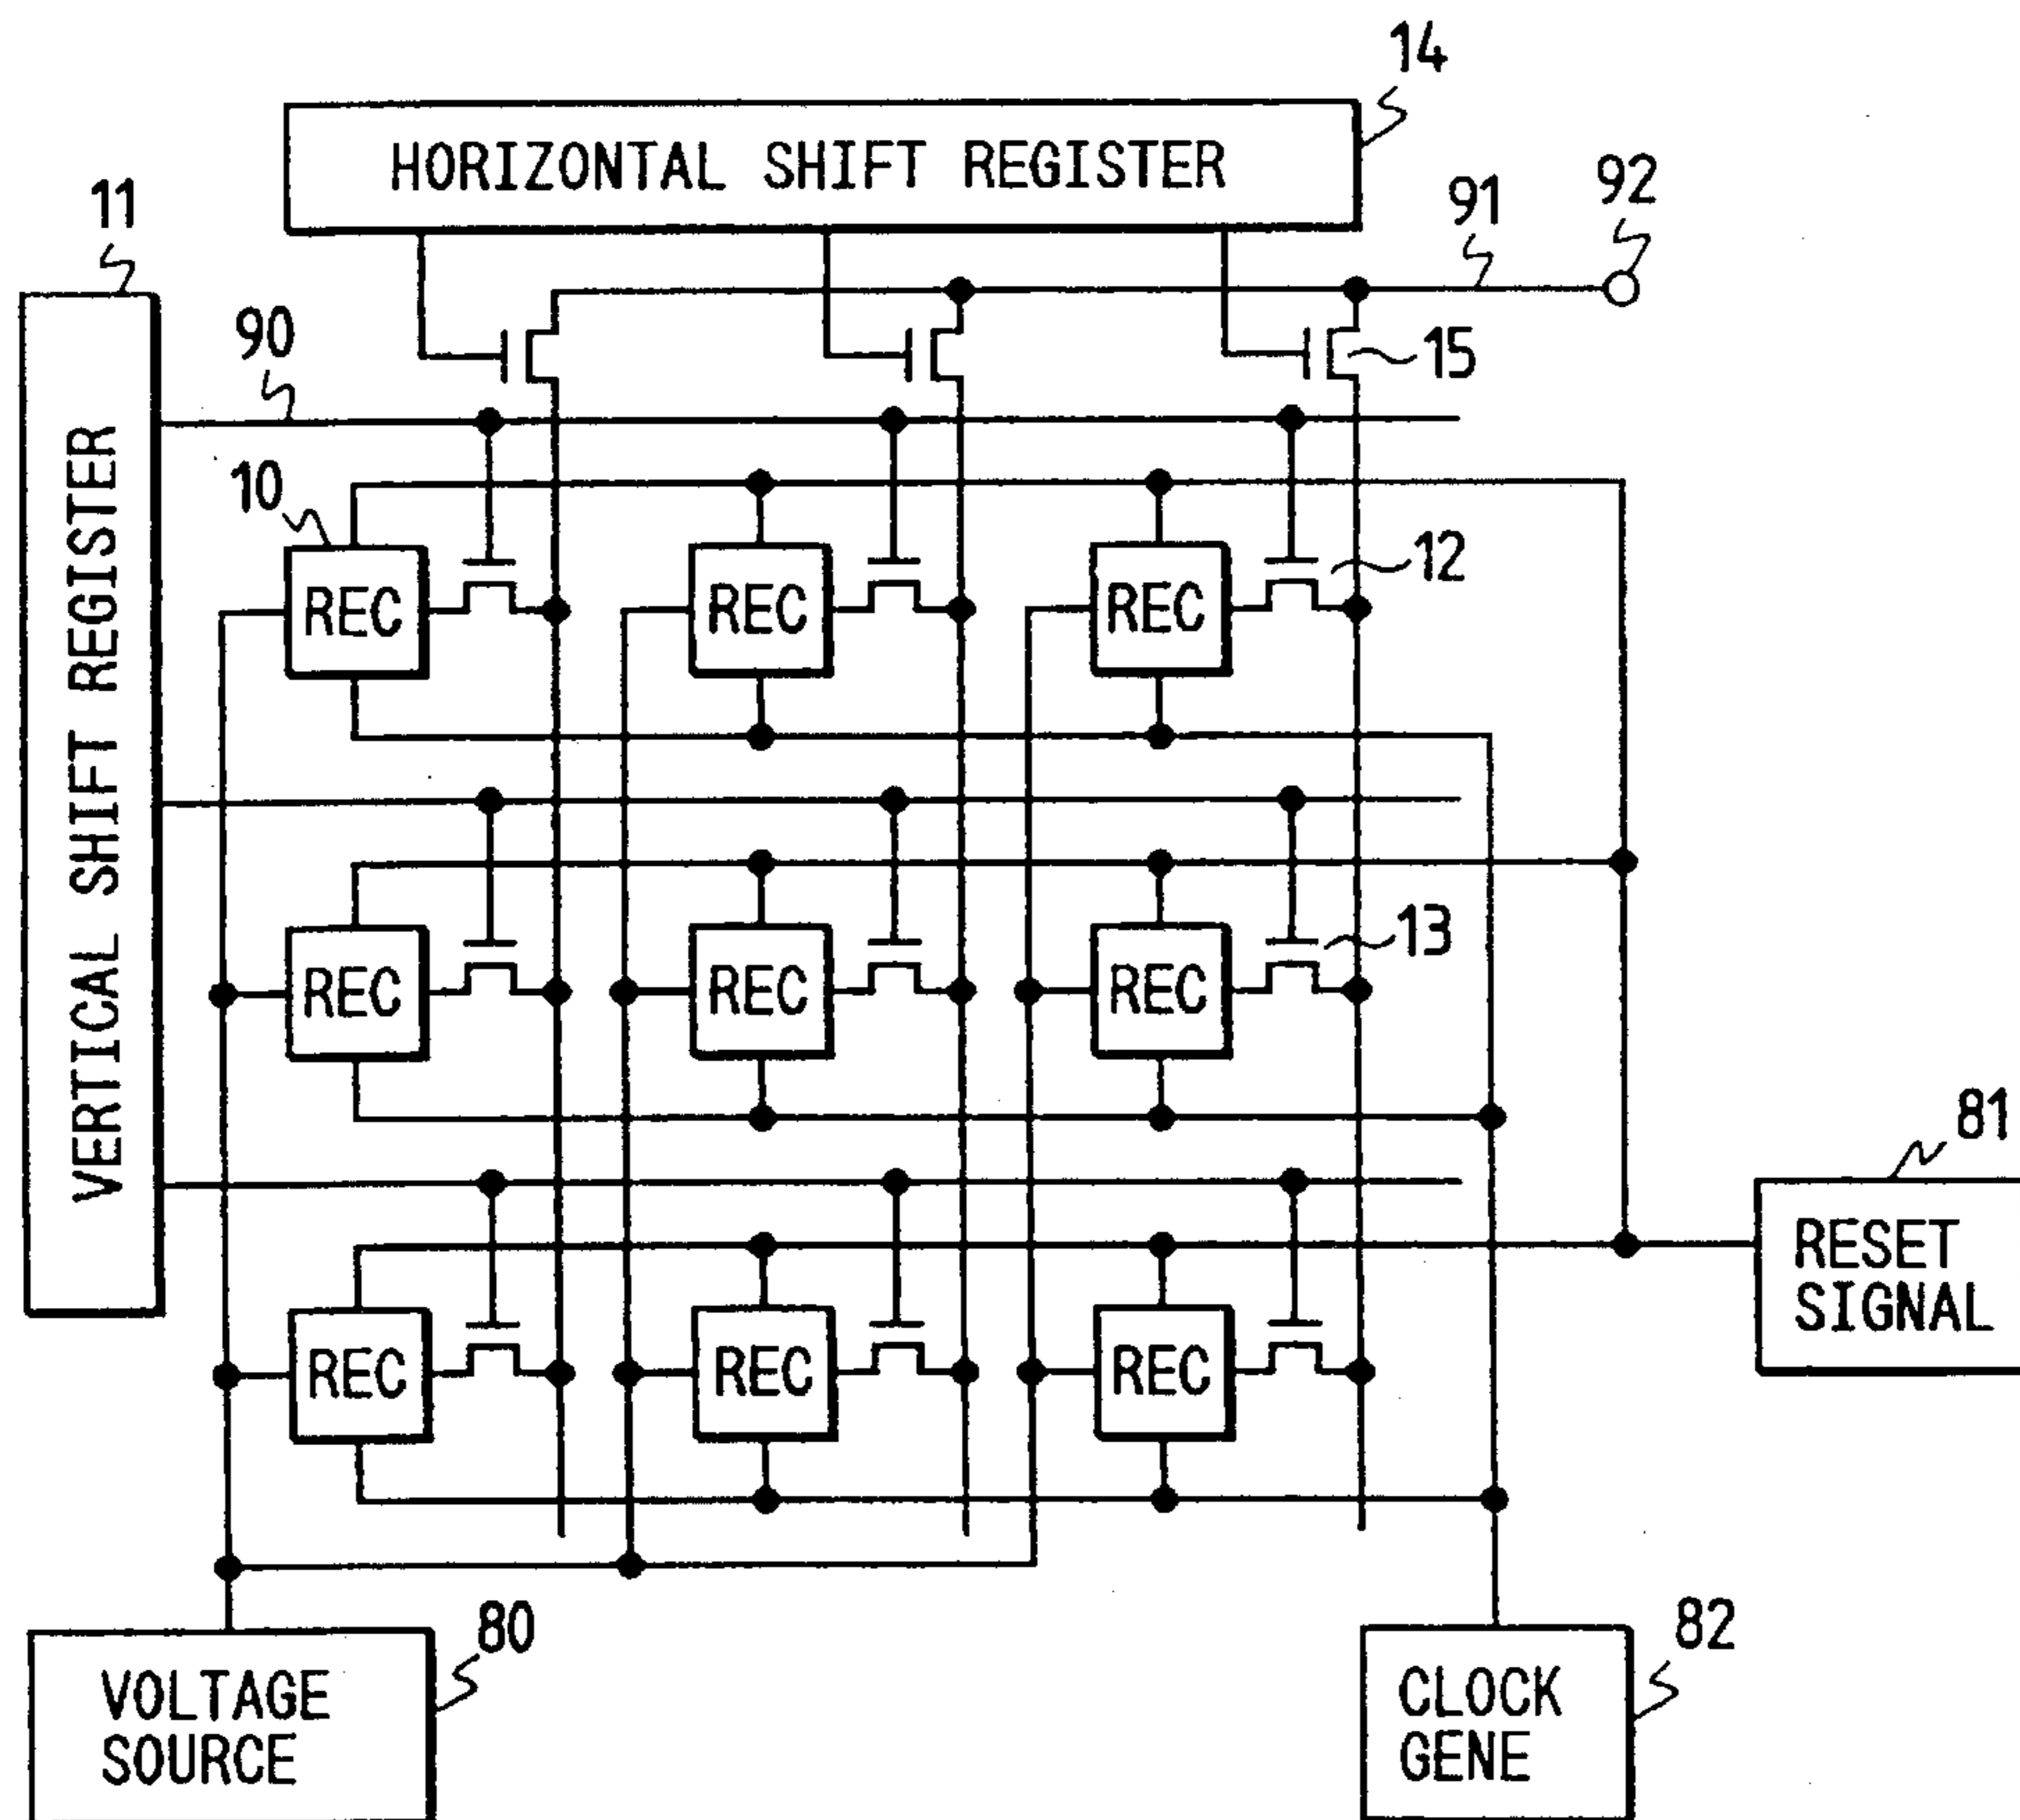 14
HORIZONTAL SHIFT REGISTER
92
91
11
90
15
10
VERTICAL SHIFT REGISTER
12
REC REC REC
13
REC REC REC
81
RESET
SIGNAL
REC REC REC
80
82
VOLTAGE
SOURCE
CLOCK
GENE